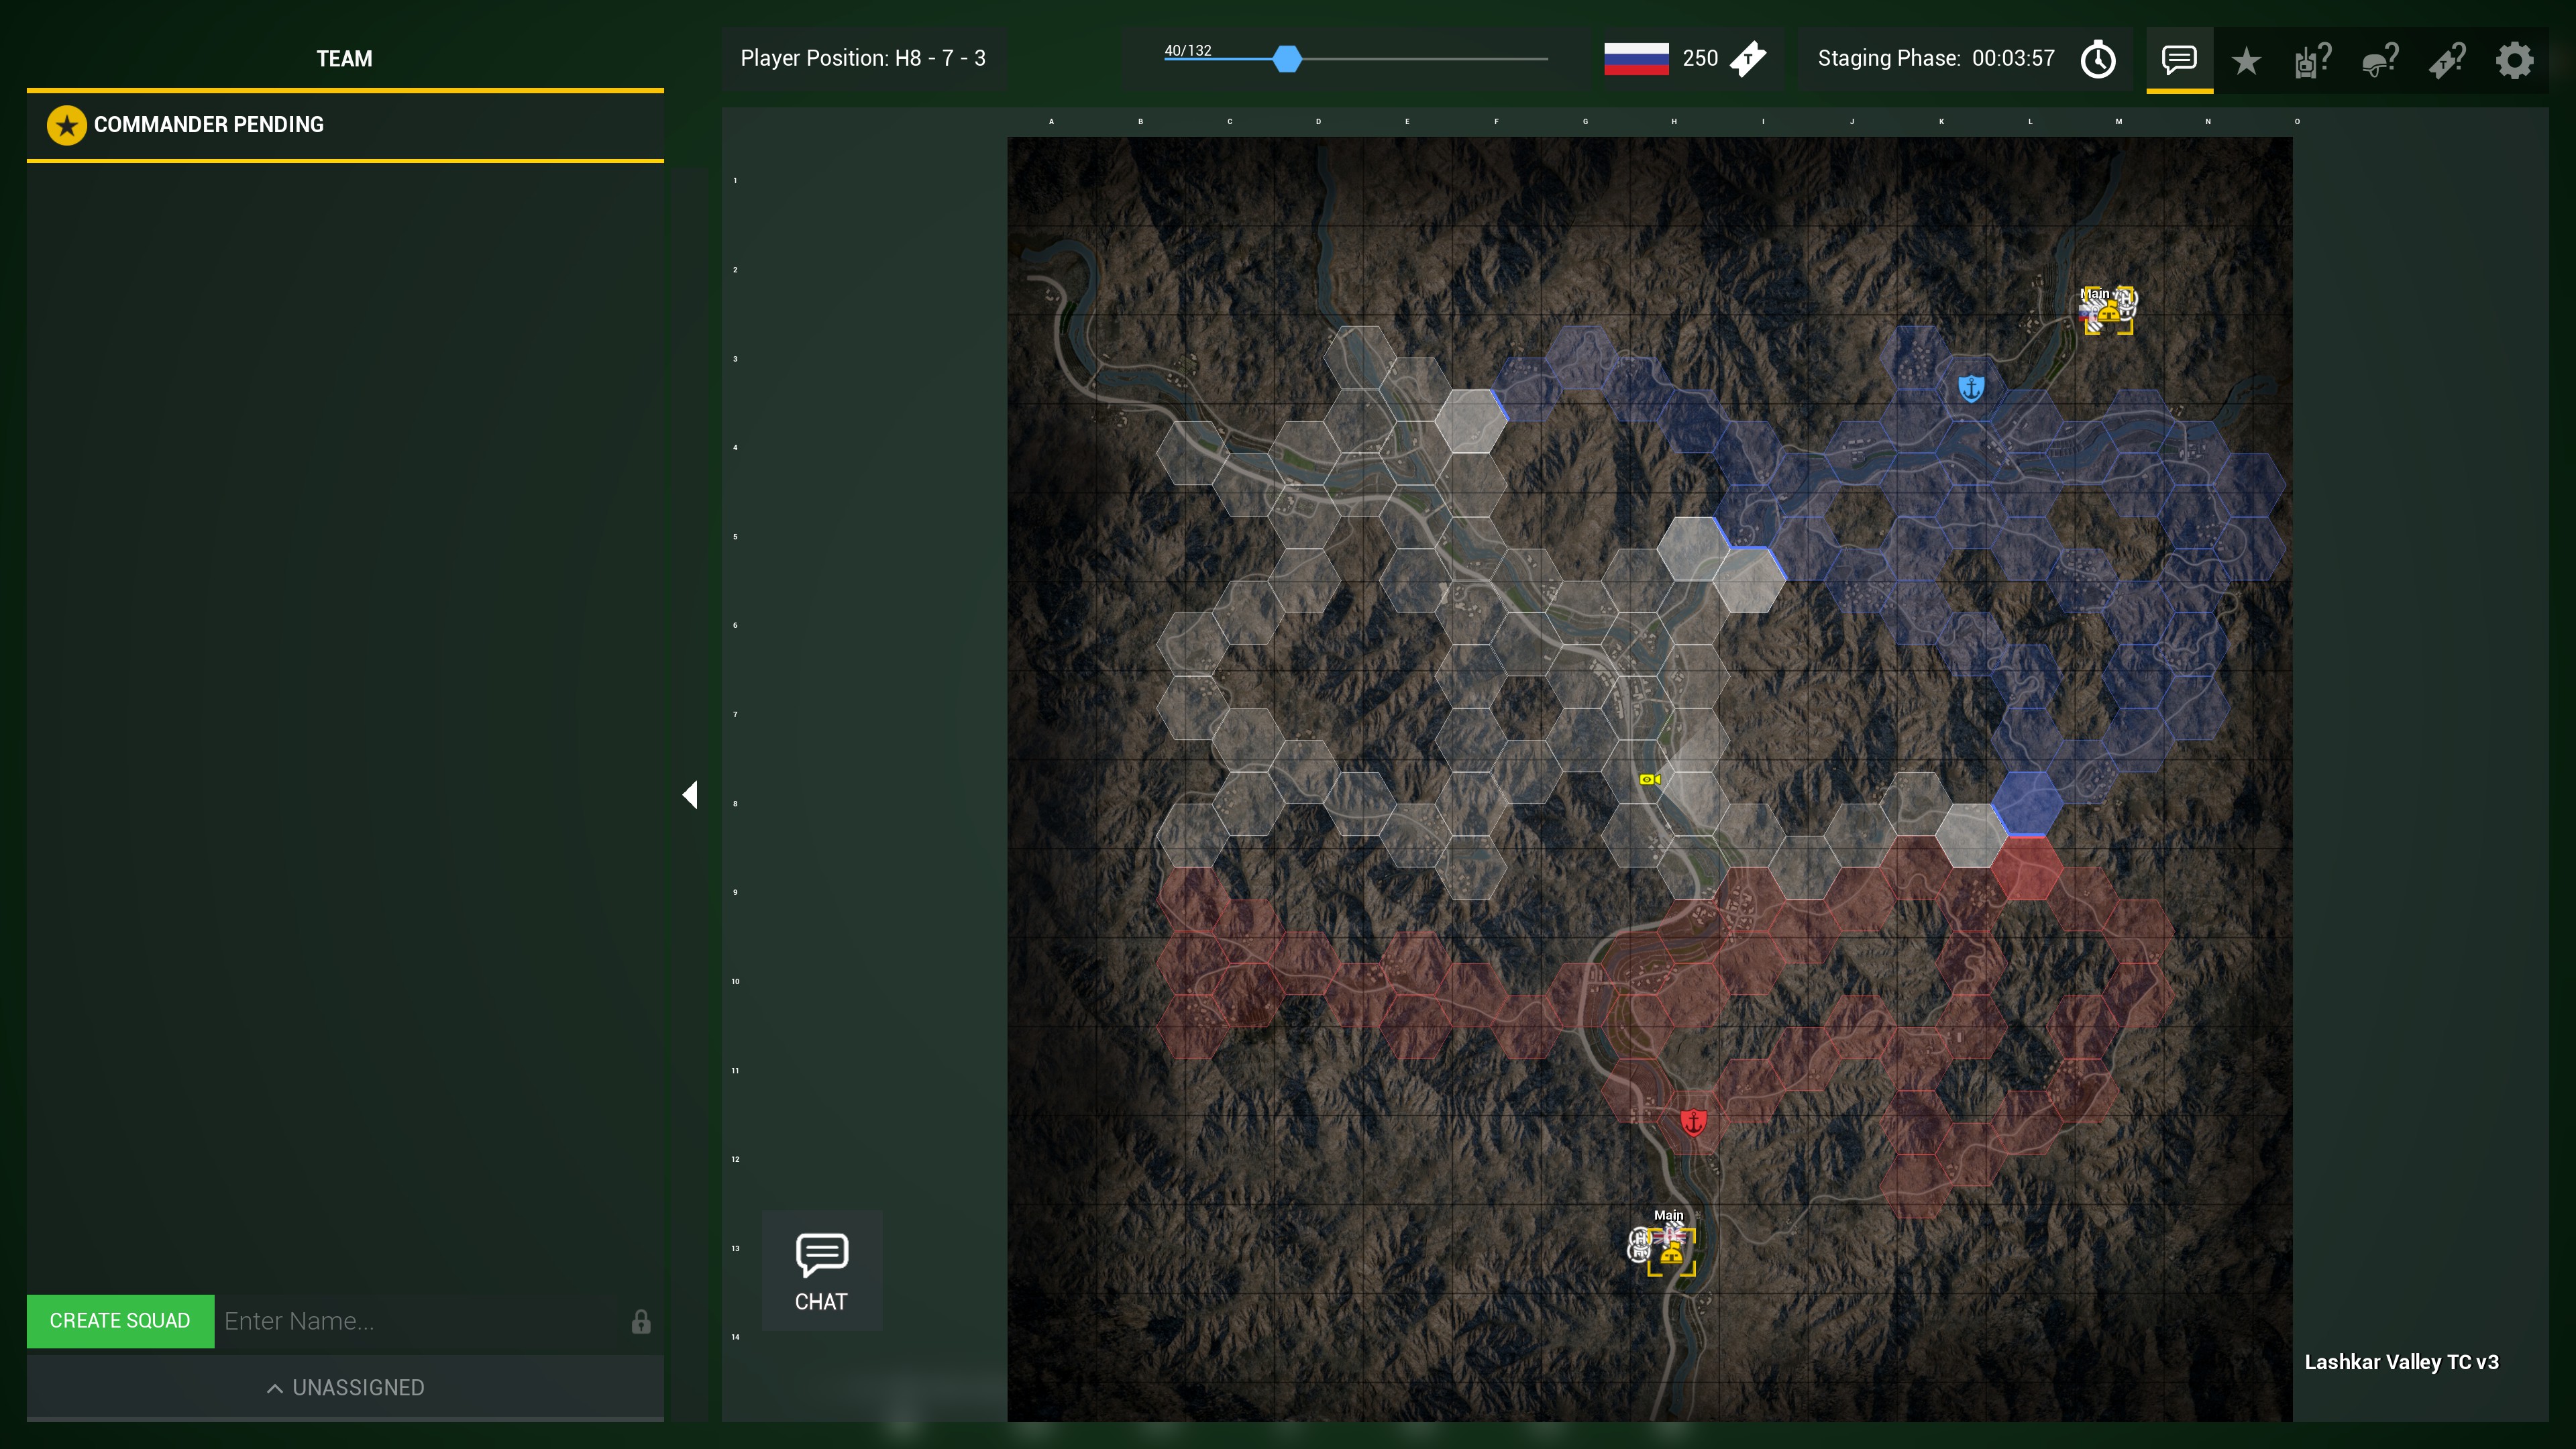 TEAM
Player Position: H8 - 7 - 3
40/132
250
Staging Phase: 00:03:57
COMMANDER PENDING
A B C D E F G H I J K L M N O
1
2
Main
3
4
5
6
7
8
9
10
11
12
Main
13
CHAT
CREATE SQUAD Enter Name...
14
Lashkar Valley TC v3
UNASSIGNED